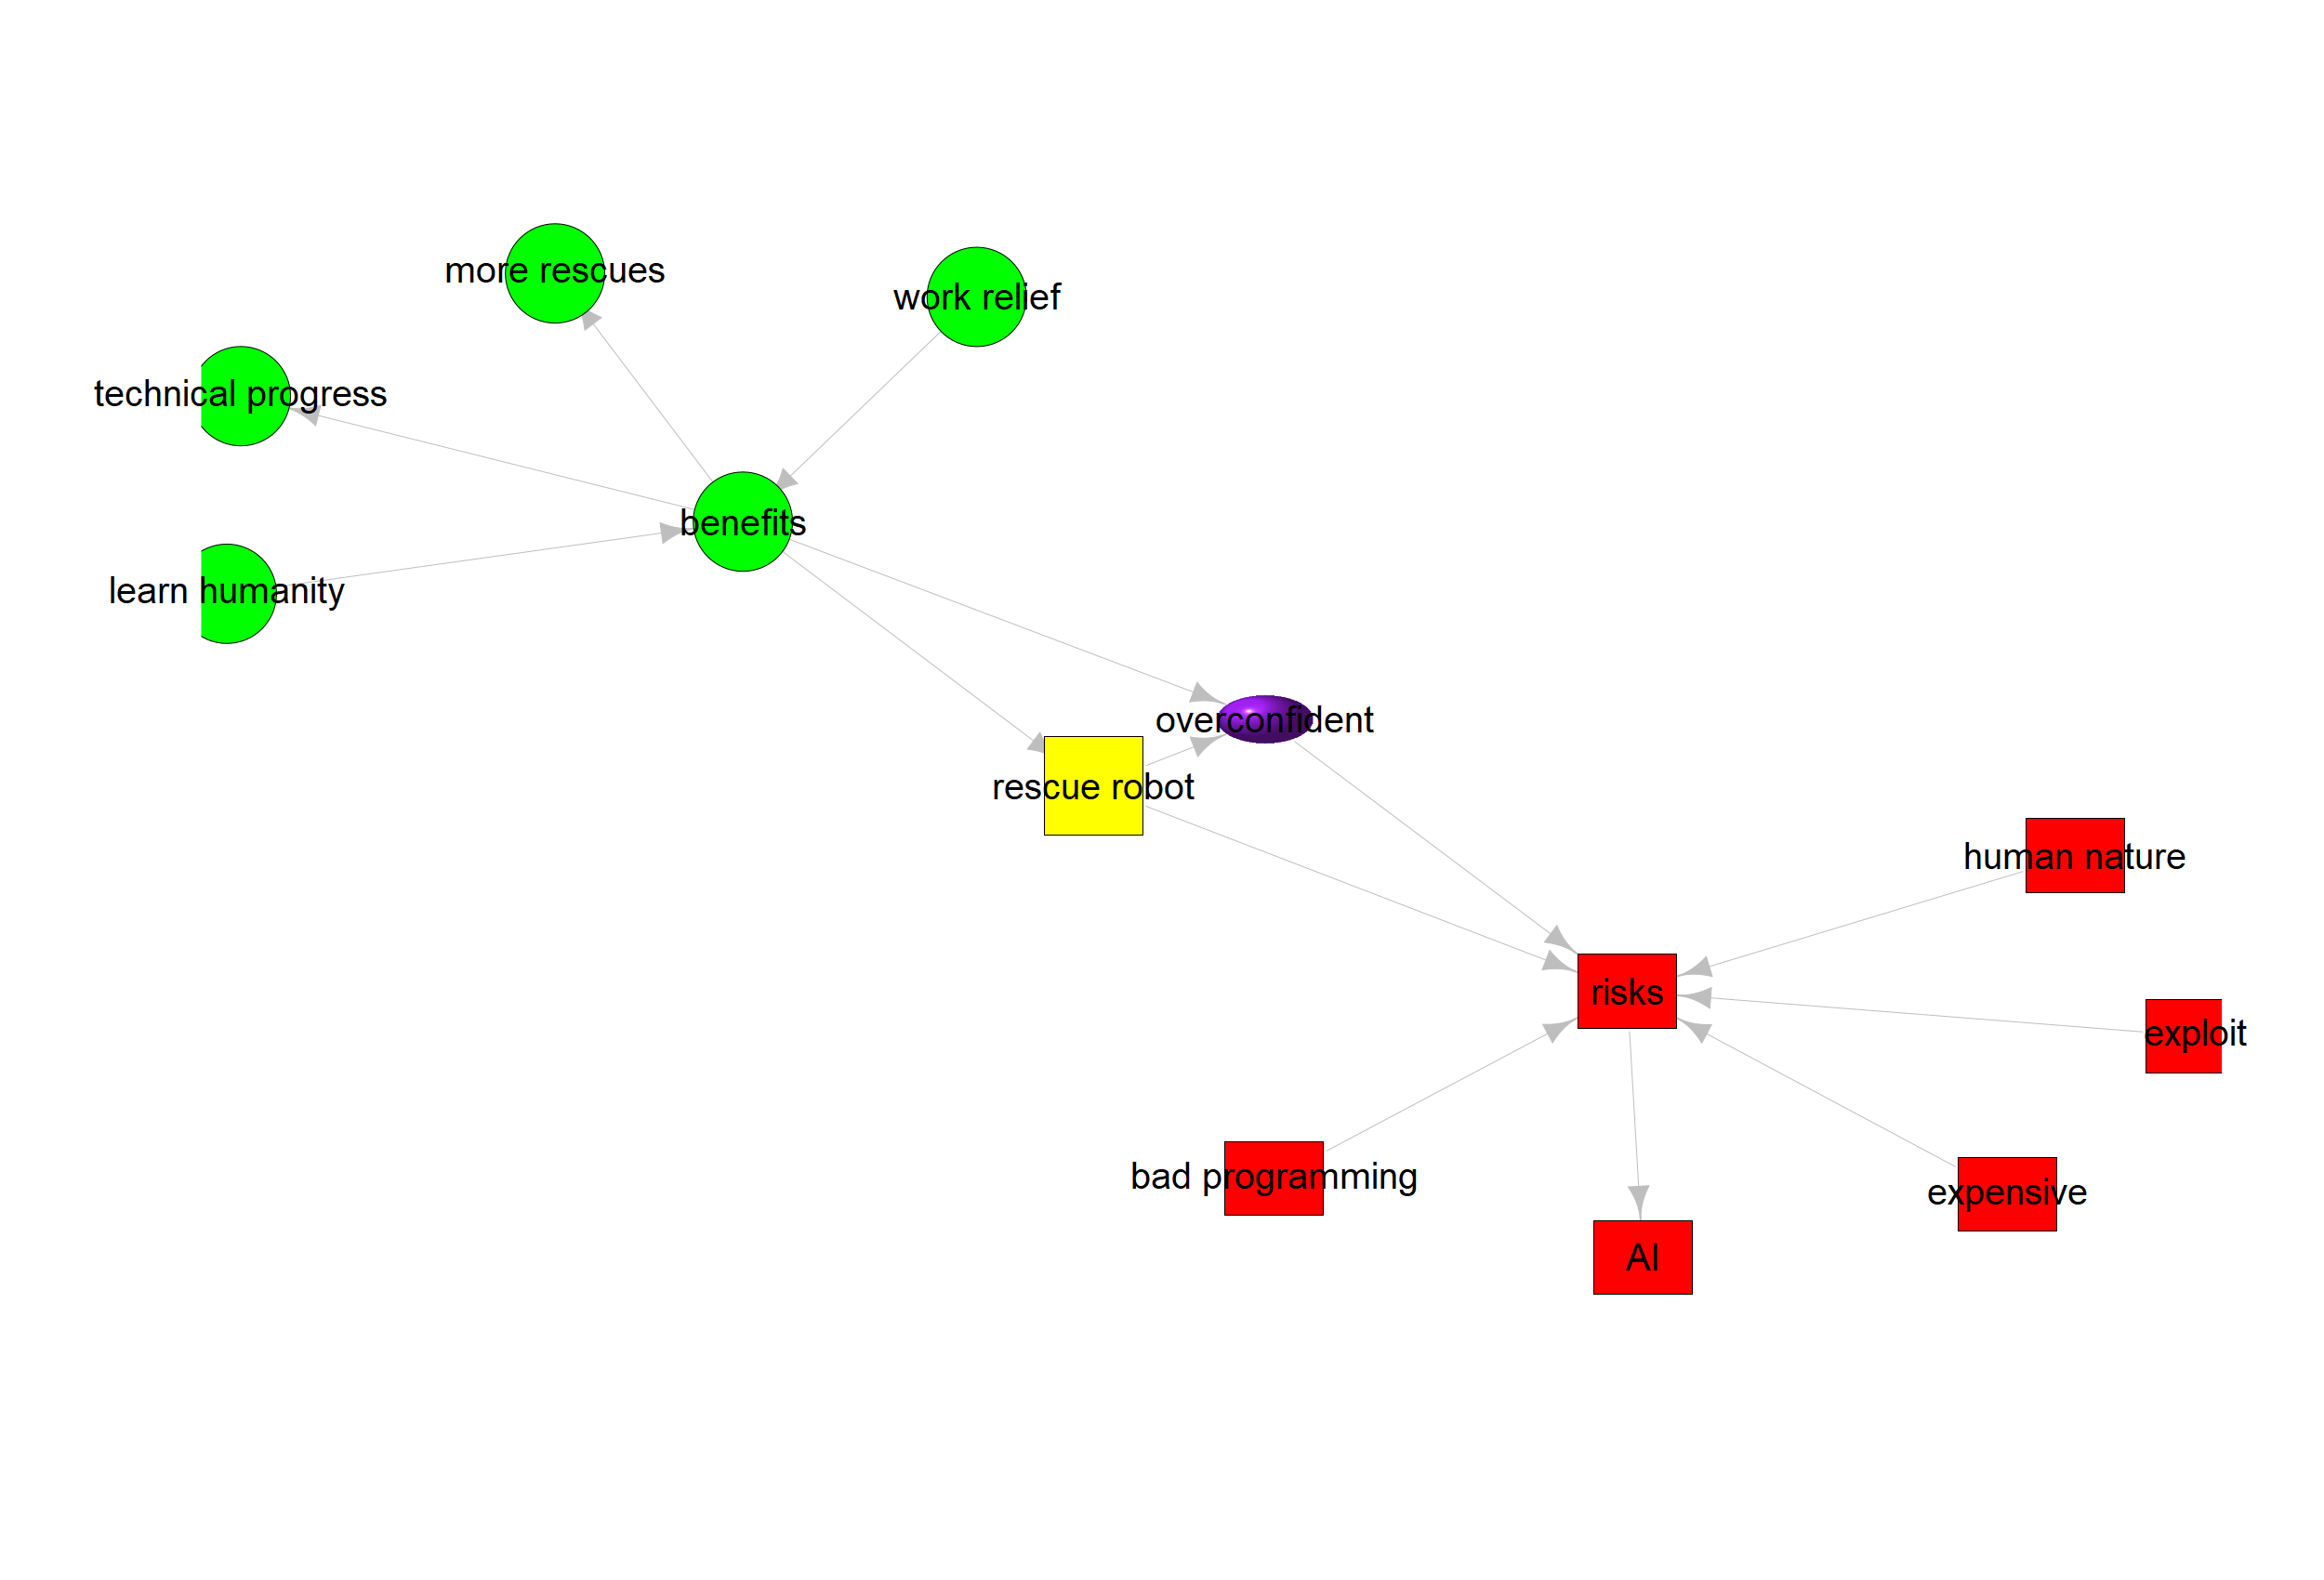 more rescues
work relief
technical progress
benefits
learn humanity
overconfident
rescue robot
human nature
risks
exploit
bad programming
expensive
AI